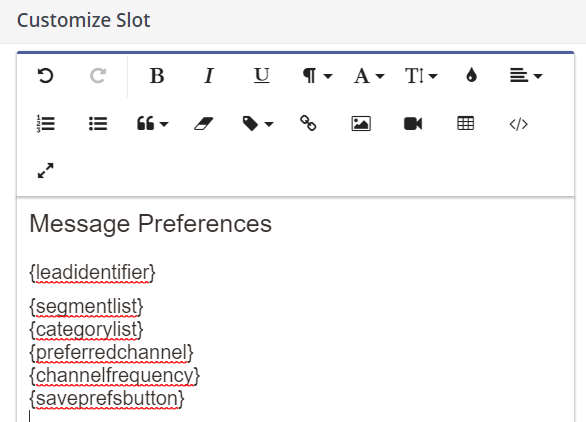 Customize Slot
Message Preferences
{leadidentifier}
{segmentlist}
{categorylist}
{preferredchannel}
{channelfrequency}
{saveprefsbutton}